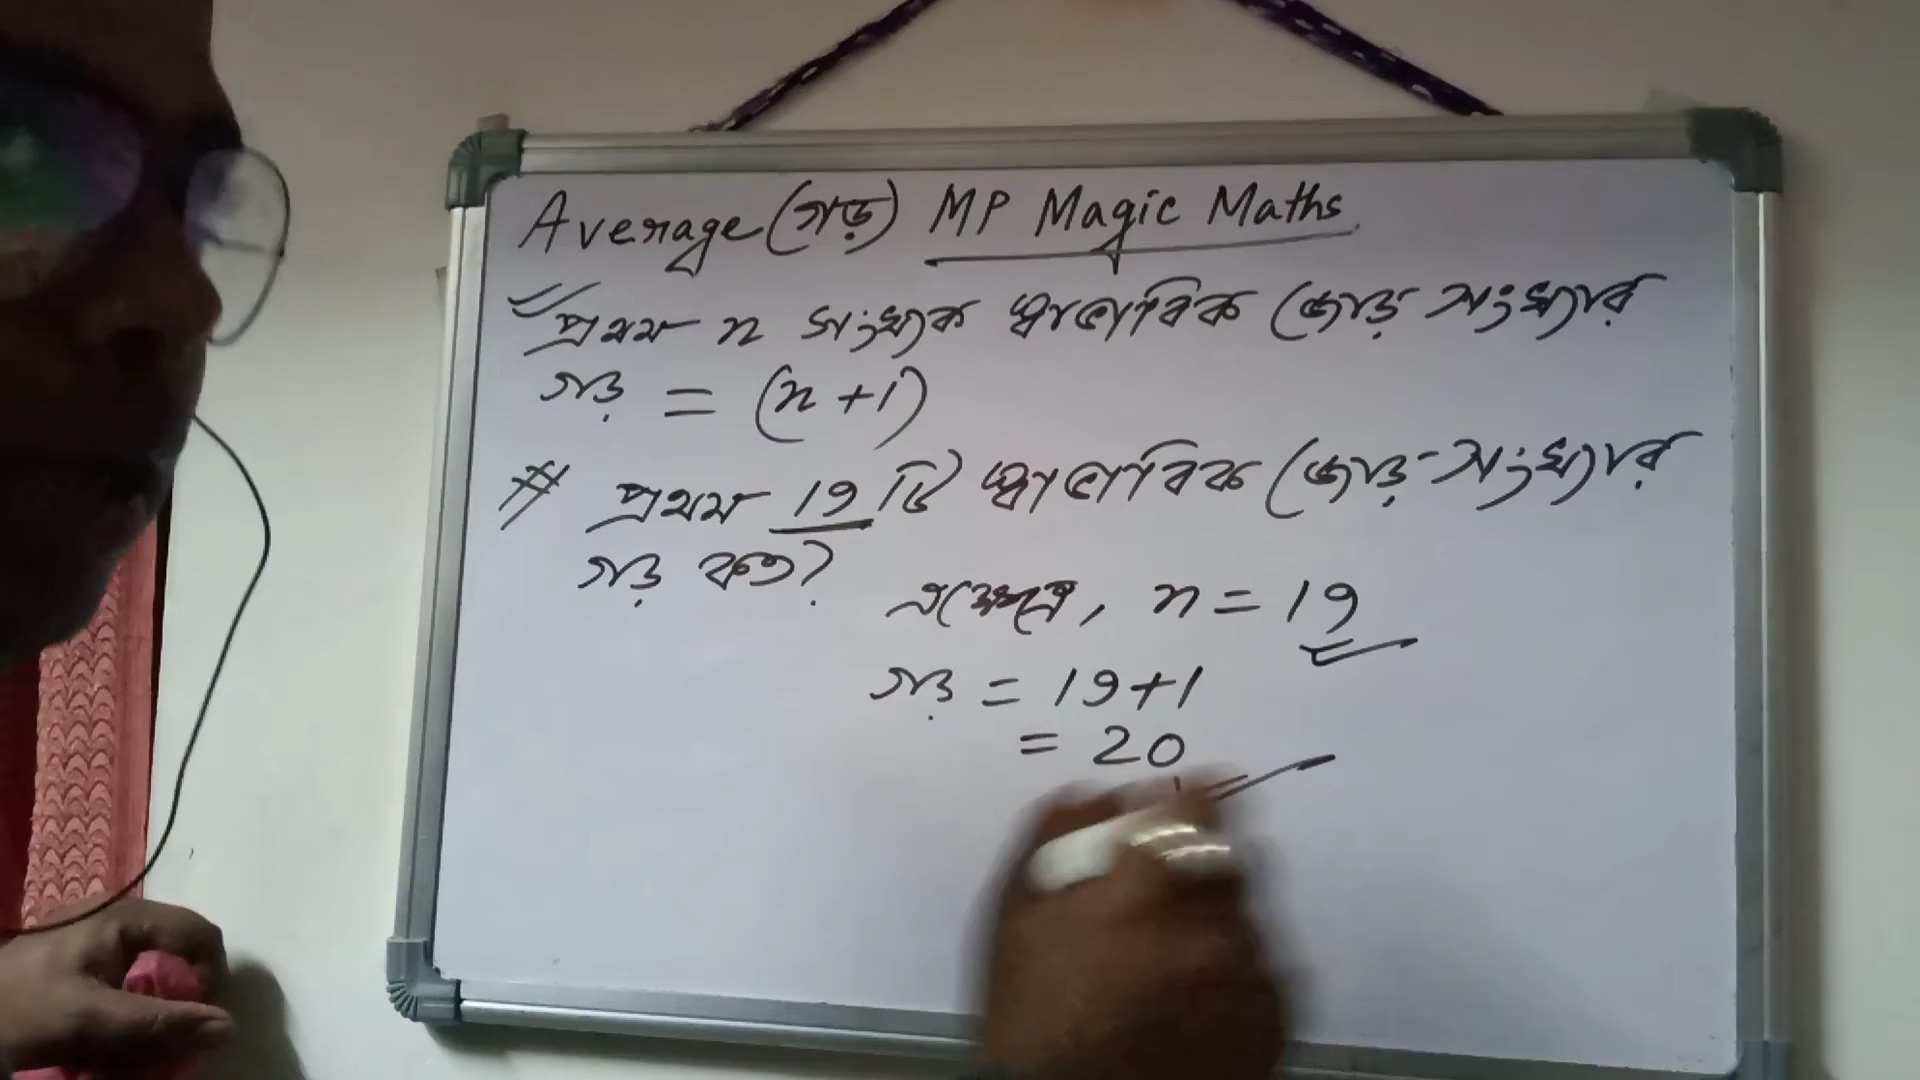 Average (গড়) MP Magic Maths
প্রথম n সংখ্যক স্বাভাবিক জোড় সংখ্যার
গড় = (n+1)
# প্রথম 19 টি স্বাভাবিক জোড় সংখ্যার
গড় কত?
এক্ষেত্রে, n = 19
গড় = 19+1
= 20